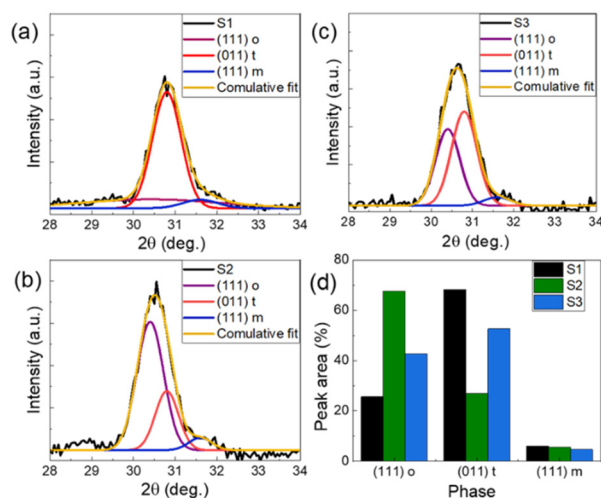 (a)
S1
(111) o
(011) t
(111) m
Comulative fit
Intensity (a.u.)
28 29 30 31 32 33 34
2θ (deg.)
(c)
S3
(111) o
(011) t
(111) m
Comulative fit
Intensity (a.u.)
28 29 30 31 32 33 34
2θ (deg.)
(b)
S2
(111) o
(011) t
(111) m
Comulative fit
Intensity (a.u.)
28 29 30 31 32 33 34
2θ (deg.)
(d)
S1
S2
S3
Peak area (%)
80
60
40
20
0
(111) o (011) t (111) m
Phase